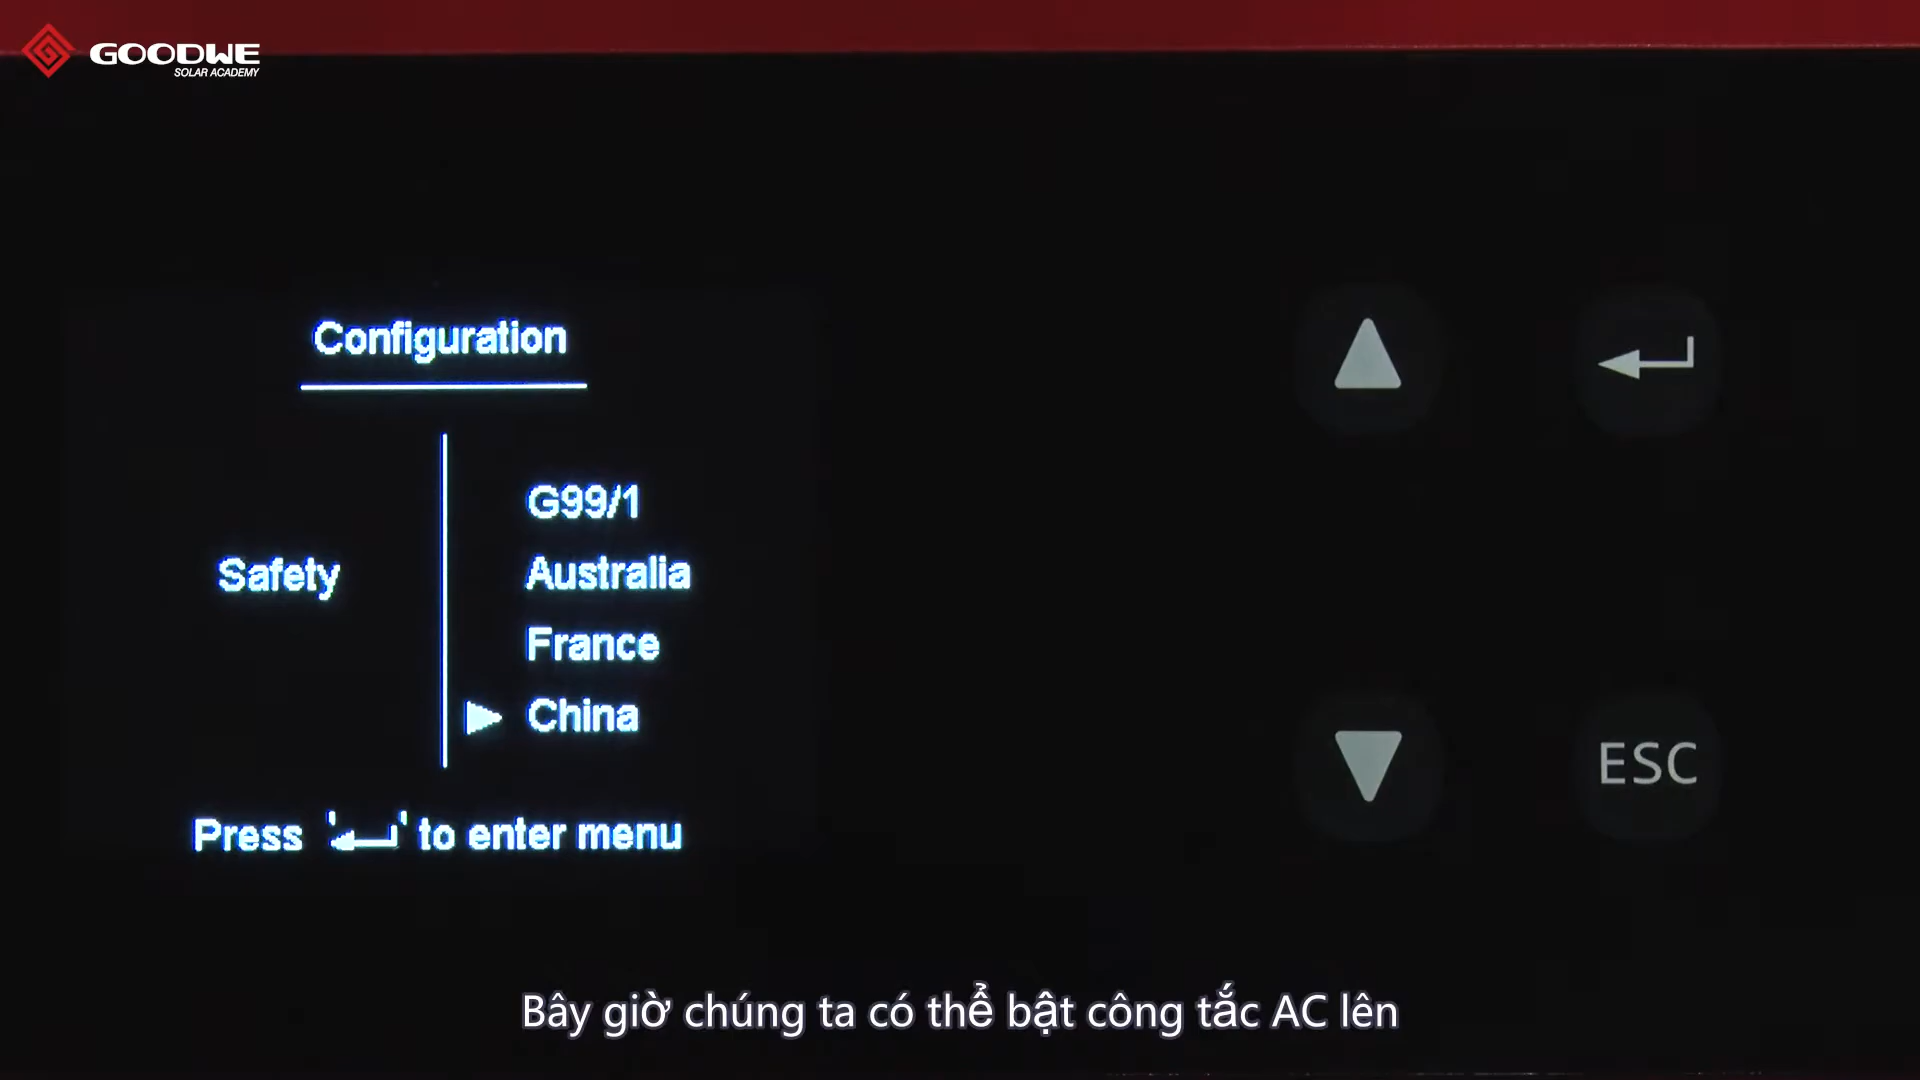 GOODWE
SOLAR ACADEMY
Configuration
Safety
G99/1
Australia
France
China
Press '↵' to enter menu
ESC
Bây giờ chúng ta có thể bật công tắc AC lên